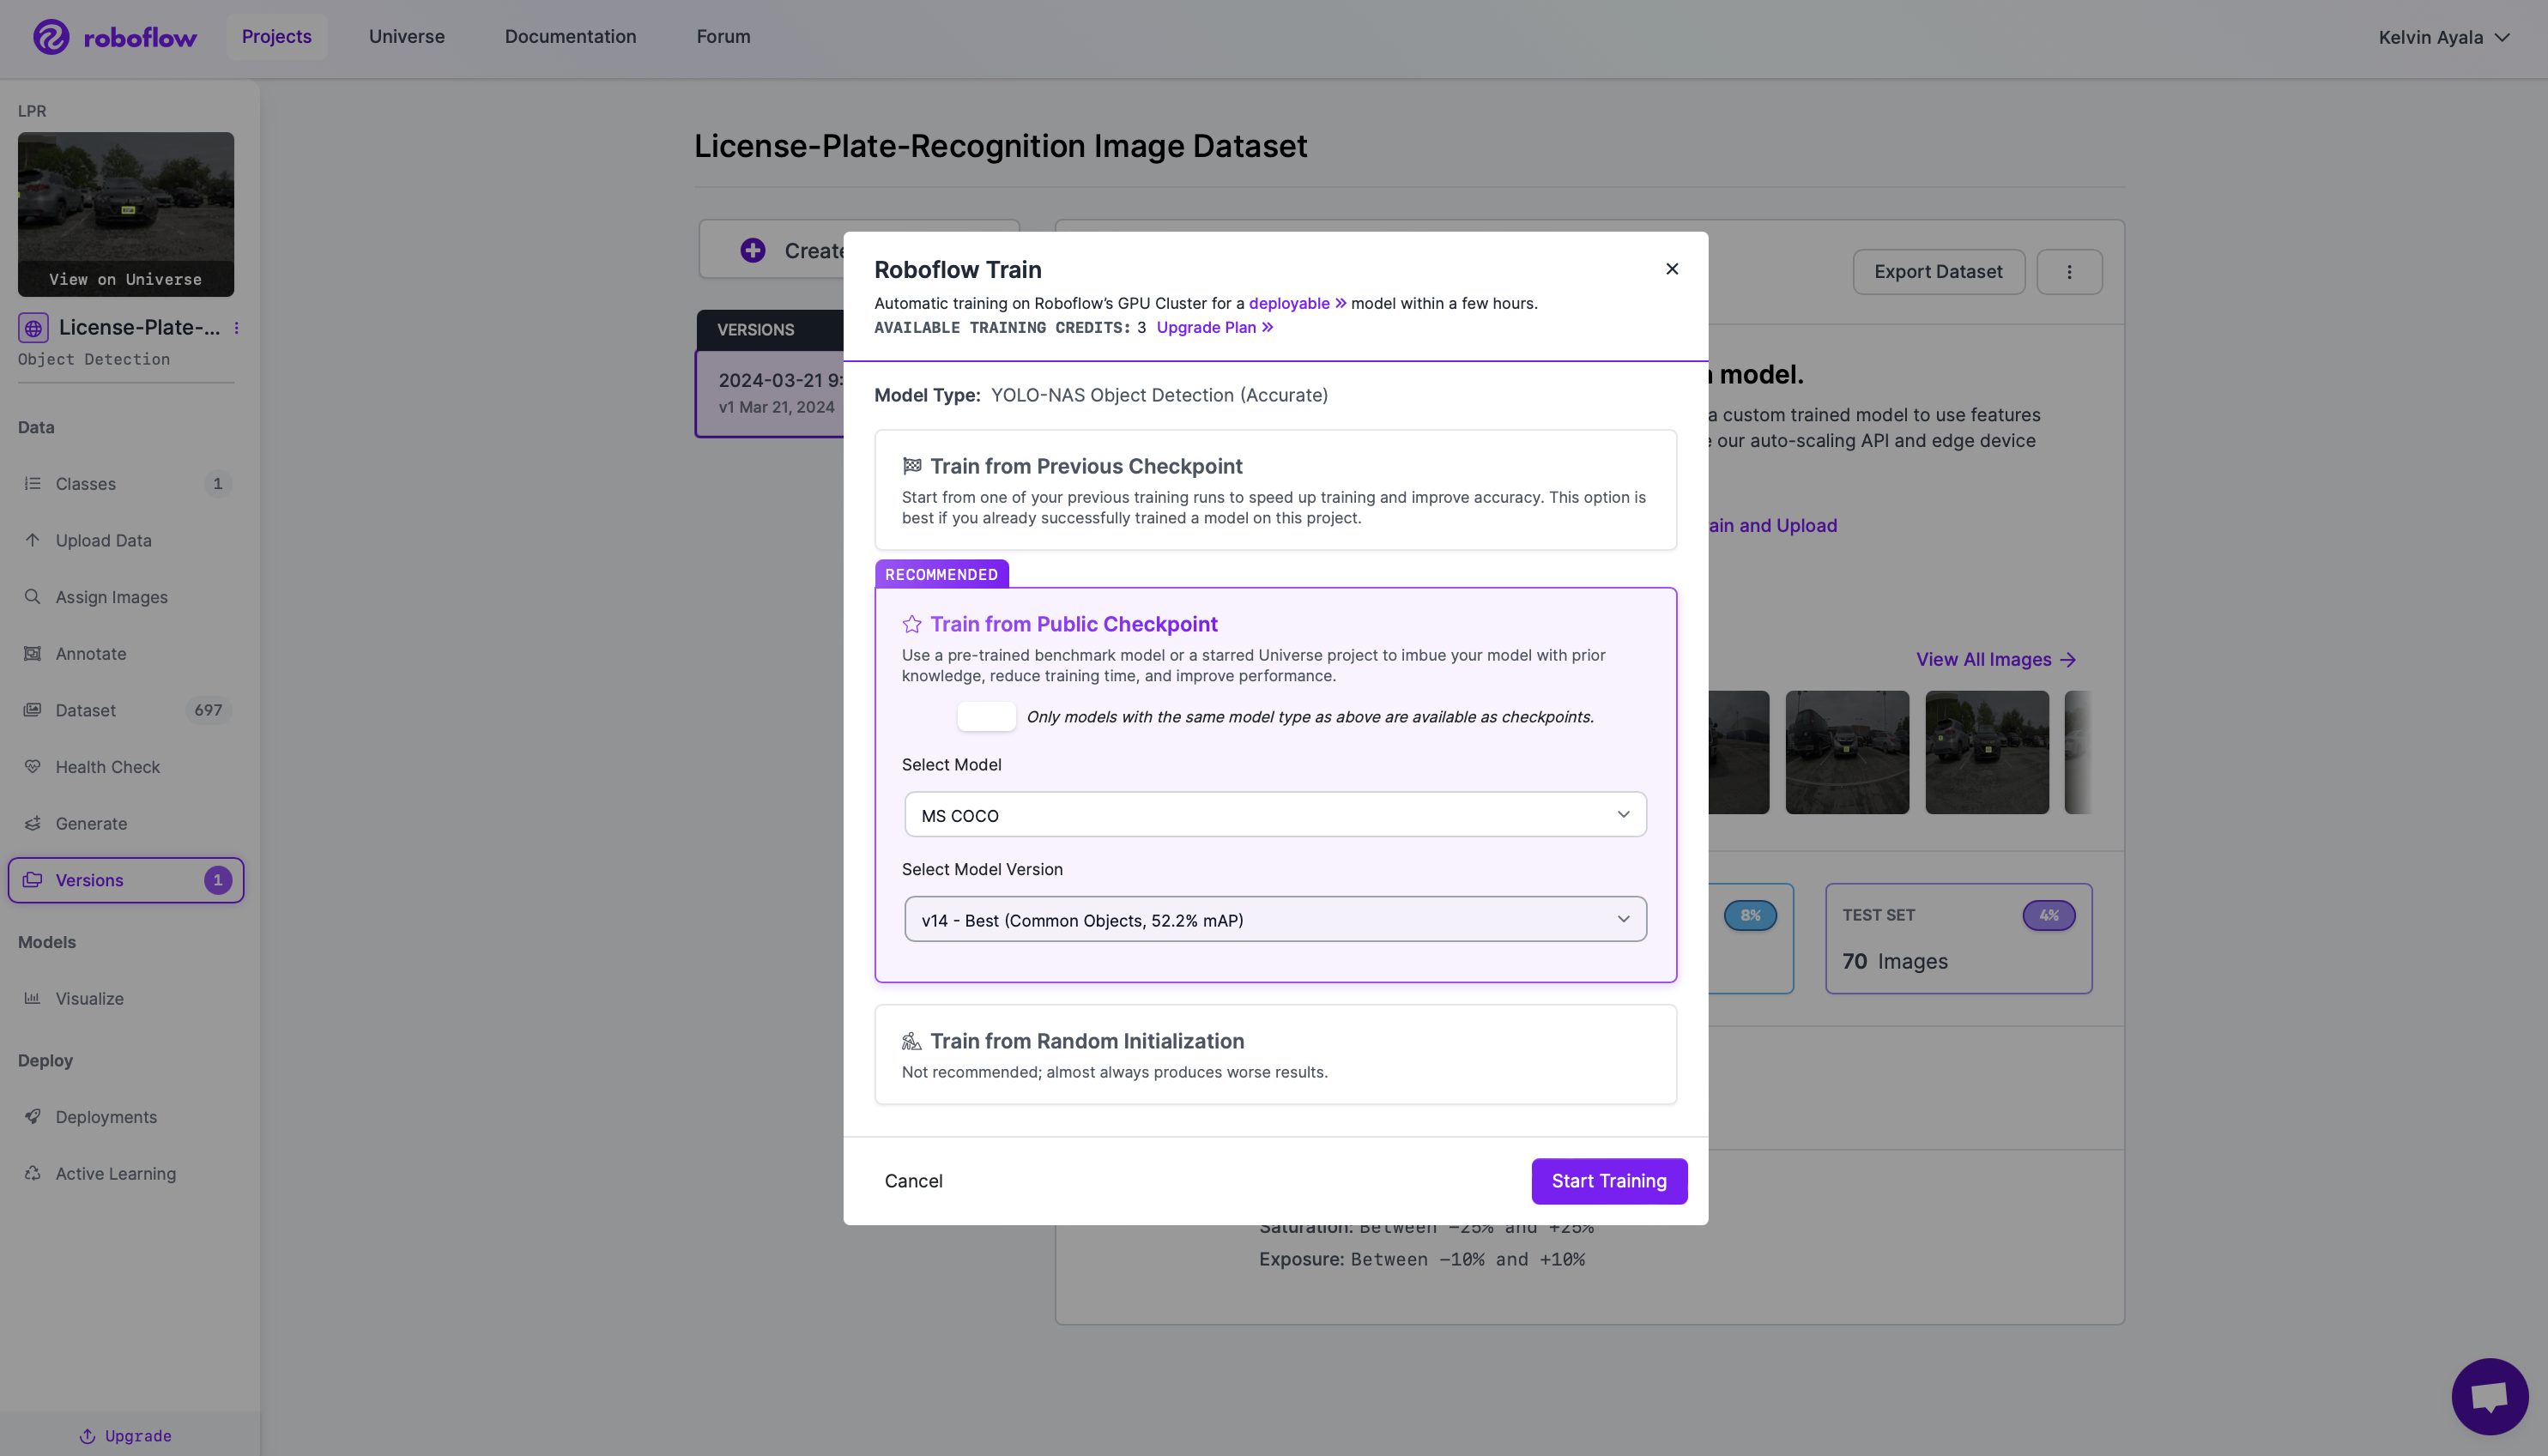 roboflow
Projects
Universe
Documentation
Forum
Kelvin Ayala
LPR
View on Universe
License-Plate-...
Object Detection
Data
Classes 1
Upload Data
Assign Images
Annotate
Dataset 697
Health Check
Generate
Versions 1
Models
Visualize
Deploy
Deployments
Active Learning
Upgrade
License-Plate-Recognition Image Dataset
Create
VERSIONS
2024-03-21 9:
v1 Mar 21, 2024
Export Dataset
model.
a custom trained model to use features
our auto-scaling API and edge device
ain and Upload
View All Images
8%
TEST SET 4%
70 Images
Roboflow Train
Automatic training on Roboflow's GPU Cluster for a deployable » model within a few hours.
AVAILABLE TRAINING CREDITS: 3 Upgrade Plan »
Model Type: YOLO-NAS Object Detection (Accurate)
Train from Previous Checkpoint
Start from one of your previous training runs to speed up training and improve accuracy. This option is
best if you already successfully trained a model on this project.
RECOMMENDED
Train from Public Checkpoint
Use a pre-trained benchmark model or a starred Universe project to imbue your model with prior
knowledge, reduce training time, and improve performance.
Only models with the same model type as above are available as checkpoints.
Select Model
MS COCO
Select Model Version
v14 - Best (Common Objects, 52.2% mAP)
Train from Random Initialization
Not recommended; almost always produces worse results.
Cancel
Start Training
Saturation: Between -25% and +25%
Exposure: Between -10% and +10%